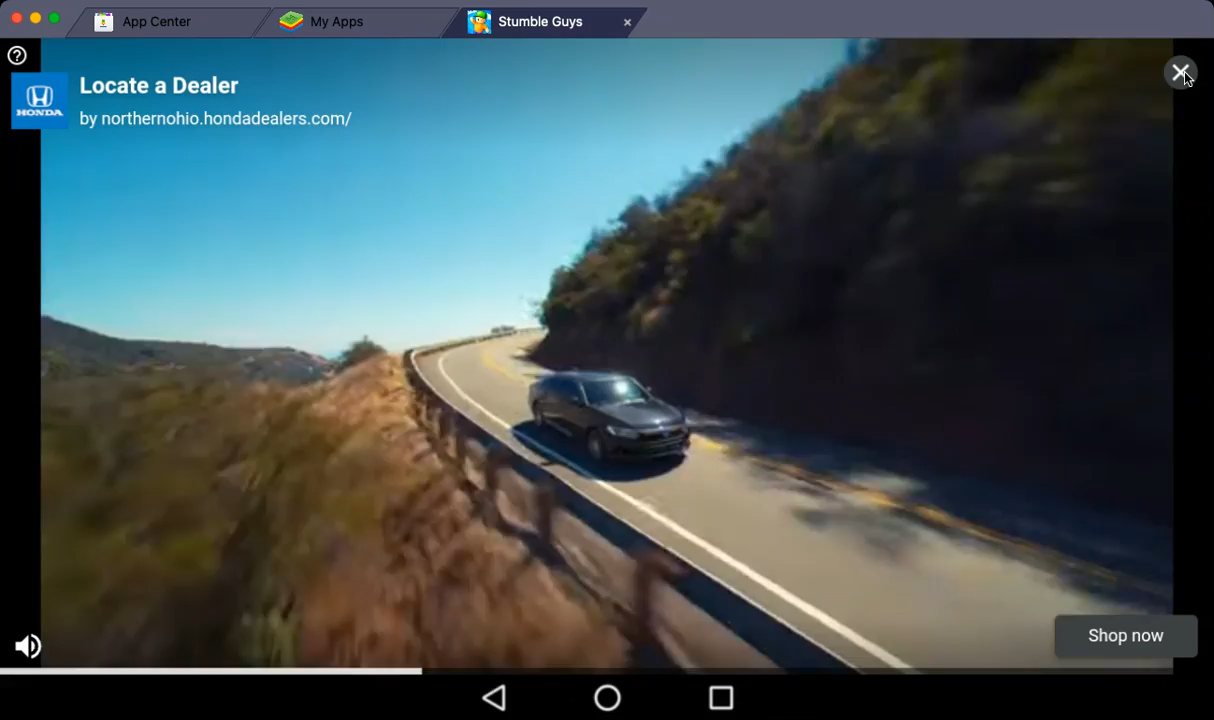 App Center
My Apps
Stumble Guys
Locate a Dealer
HONDA
by northernohio.hondadealers.com/
Shop now